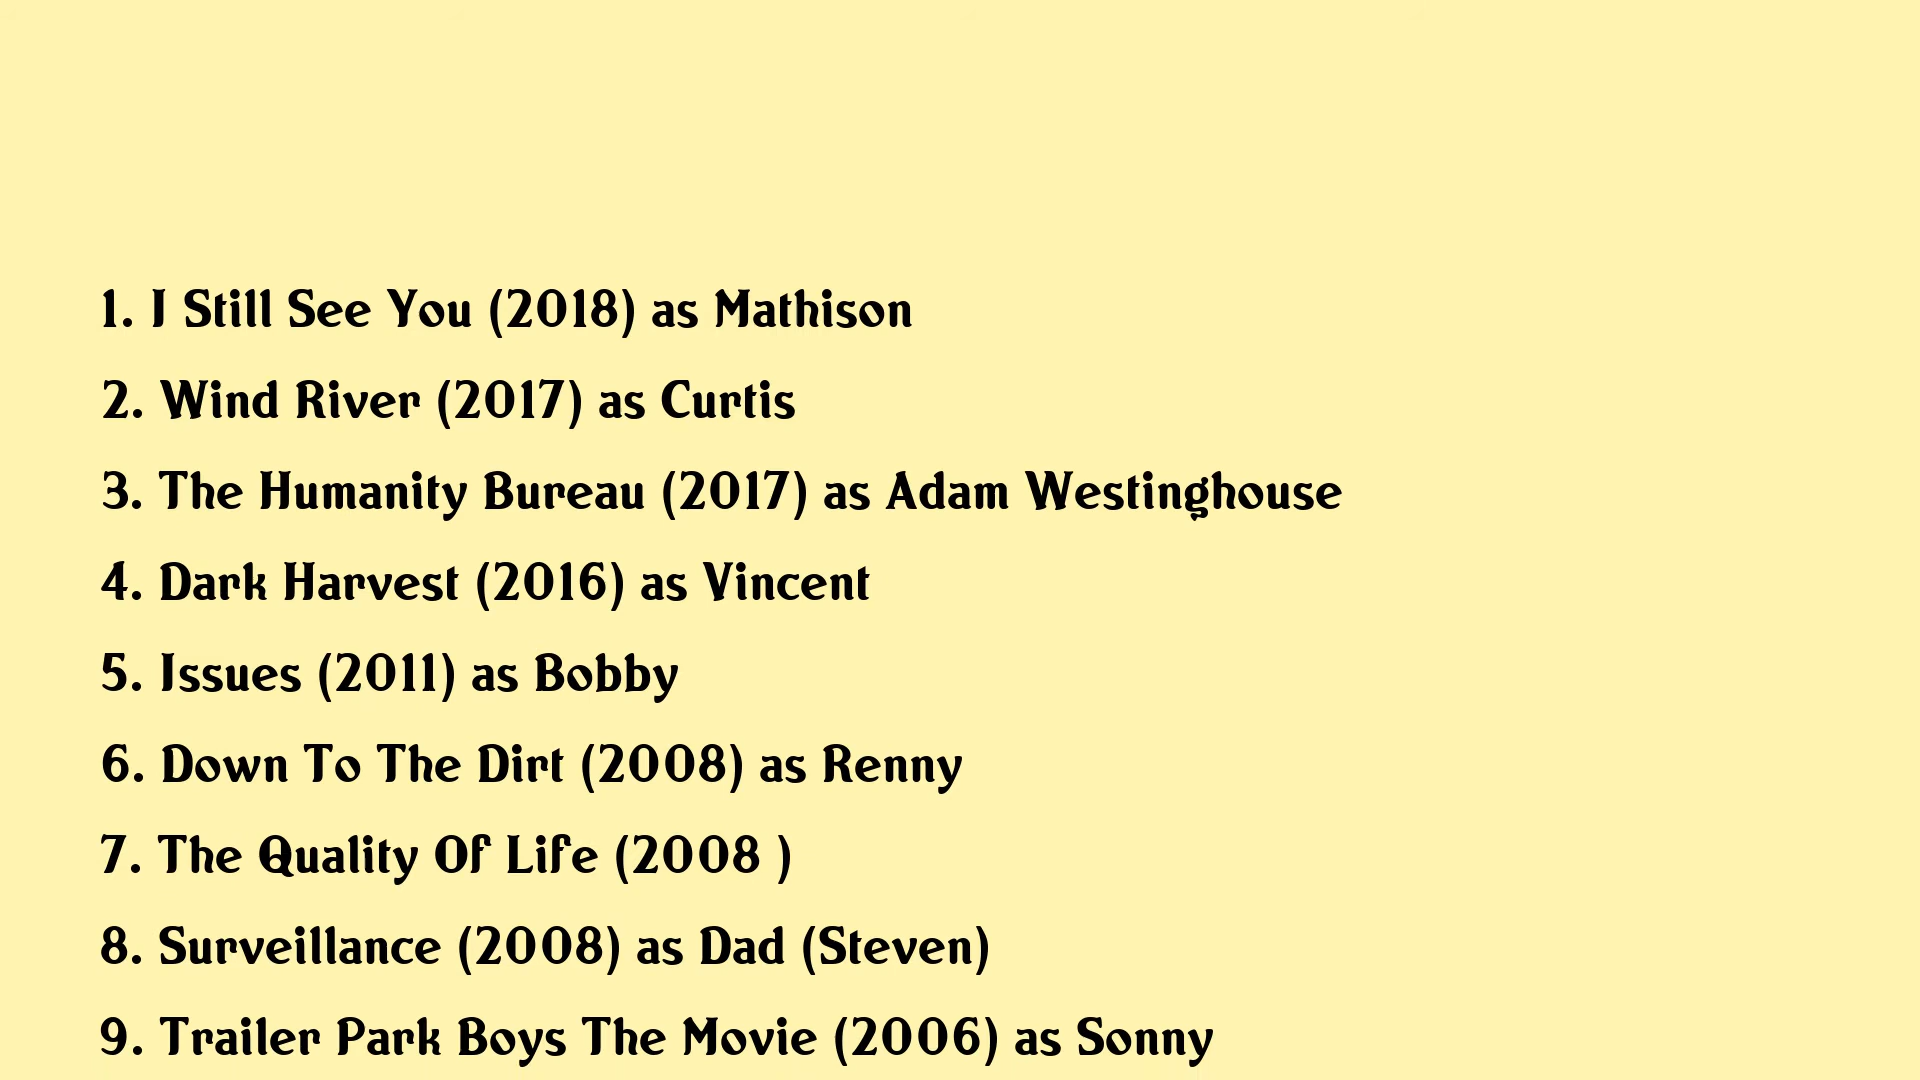 1. I Still See You (2018) as Mathison
2. Wind River (2017) as Curtis
3. The Humanity Bureau (2017) as Adam Westinghouse
4. Dark Harvest (2016) as Vincent
5. Issues (2011) as Bobby
6. Down To The Dirt (2008) as Renny
7. The Quality Of Life (2008 )
8. Surveillance (2008) as Dad (Steven)
9. Trailer Park Boys The Movie (2006) as Sonny